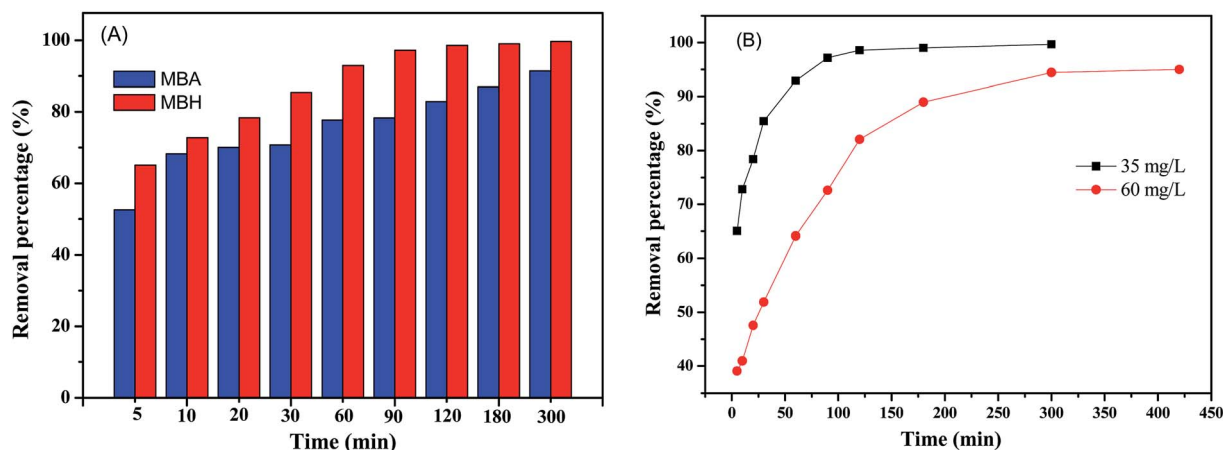 (A)
MBA
MBH
Removal percentage (%)
100
80
60
40
20
0
5 10 20 30 60 90 120 180 300
Time (min)
(B)
35 mg/L
60 mg/L
Removal percentage (%)
100
90
80
70
60
50
40
0 50 100 150 200 250 300 350 400 450
Time (min)